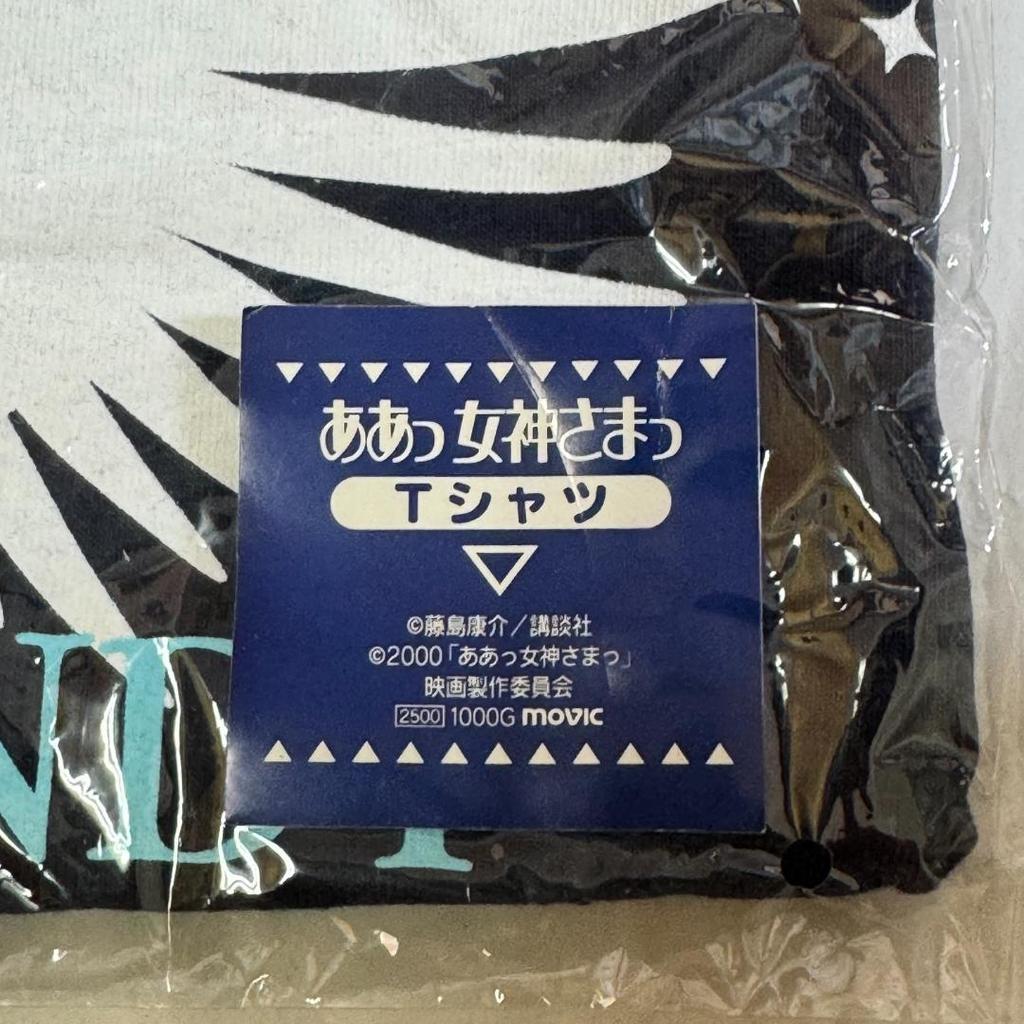 ああっ女神さまっ
Tシャツ
©藤島康介／講談社
©2000「ああっ女神さまっ」
映画製作委員会
2500 1000G movic